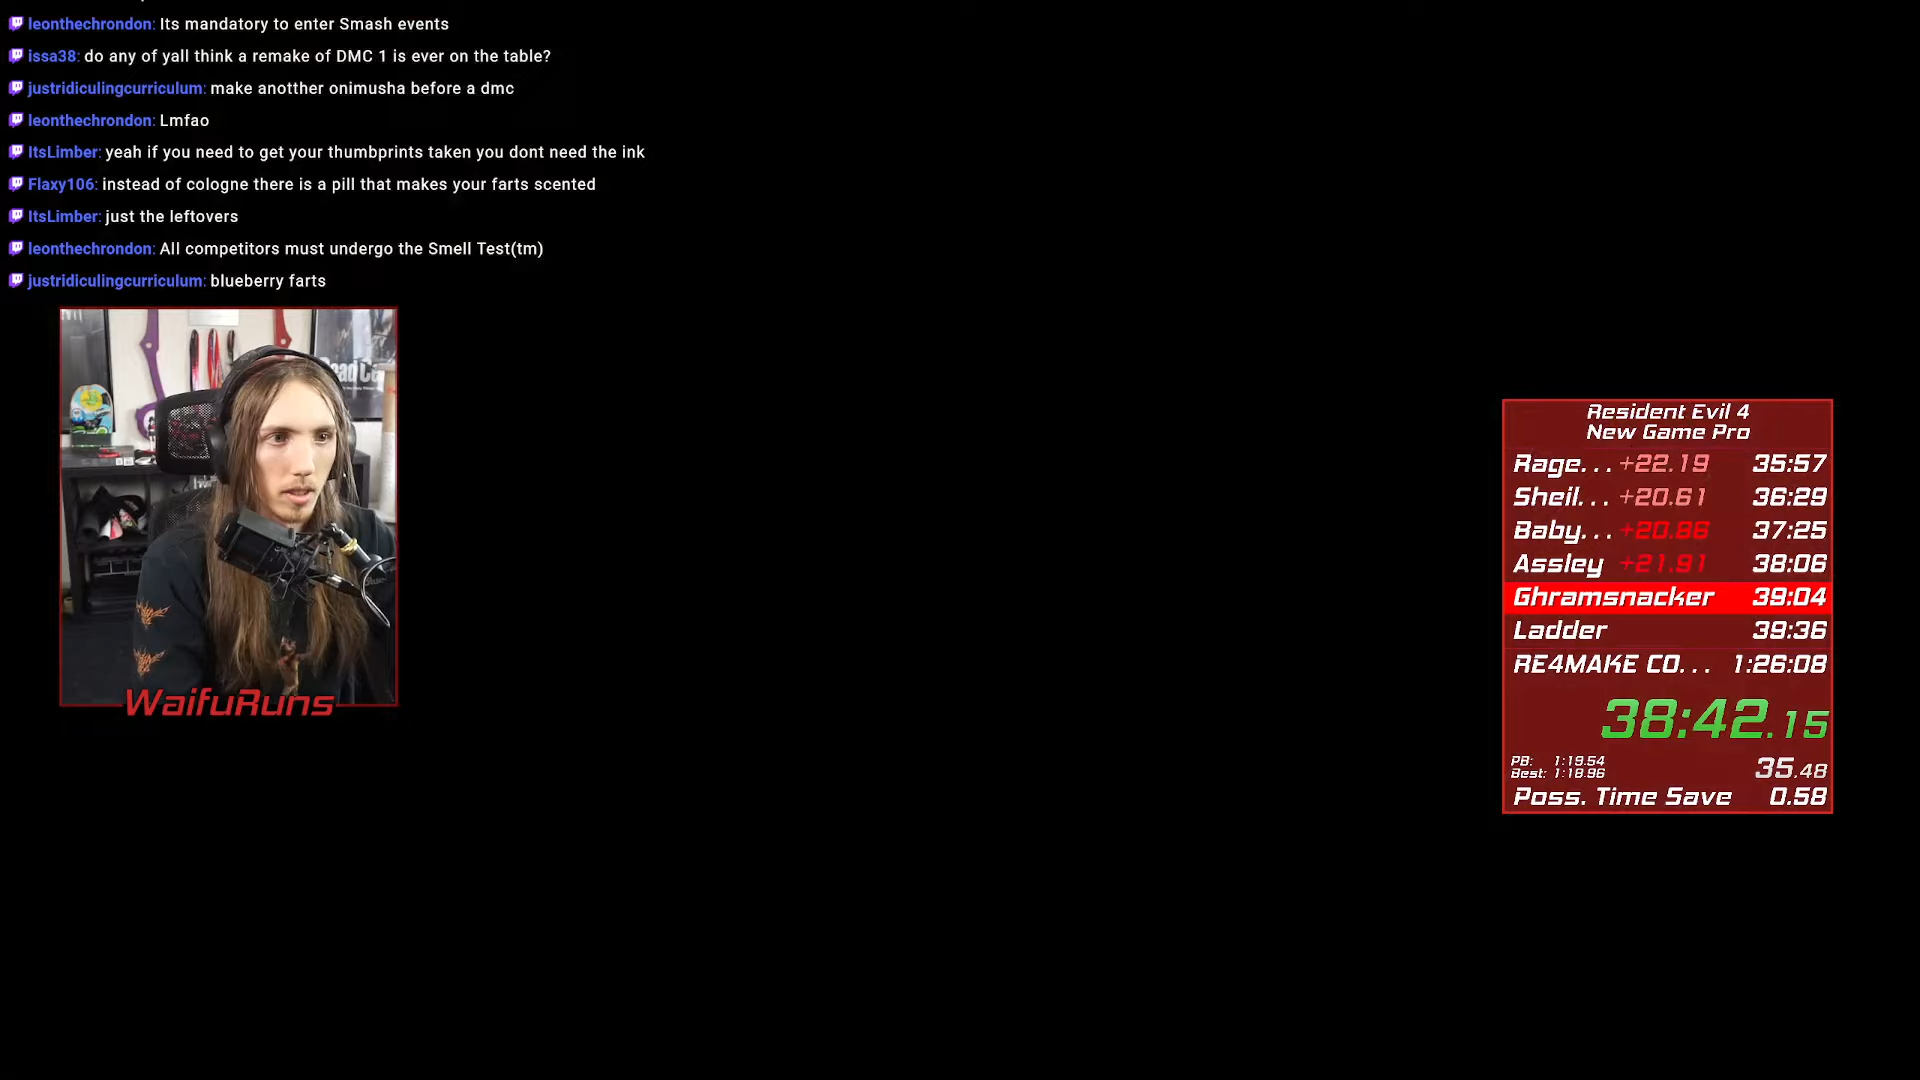 leonthechrondon: Its mandatory to enter Smash events
issa38: do any of yall think a remake of DMC 1 is ever on the table?
justridiculingcurriculum: make anotther onimusha before a dmc
leonthechrondon: Lmfao
ItsLimber: yeah if you need to get your thumbprints taken you dont need the ink
Flaxy106: instead of cologne there is a pill that makes your farts scented
ItsLimber: just the leftovers
leonthechrondon: All competitors must undergo the Smell Test(tm)
justridiculingcurriculum: blueberry farts
WaifuRuns
Resident Evil 4
New Game Pro
Rage... +22.19 35:57
Sheil... +20.61 36:29
Baby... +20.86 37:25
Assley +21.91 38:06
Ghramsnacker 39:04
Ladder 39:36
RE4MAKE CO... 1:26:08
38:42.15
PB: 1:19.54
Best: 1:18.96
35.48
Poss. Time Save 0.58